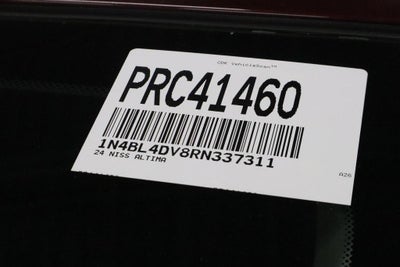 CDK VehicleScan™
PRC41460
1N4BL4DV8RN337311
24 NISS ALTIMA
A26